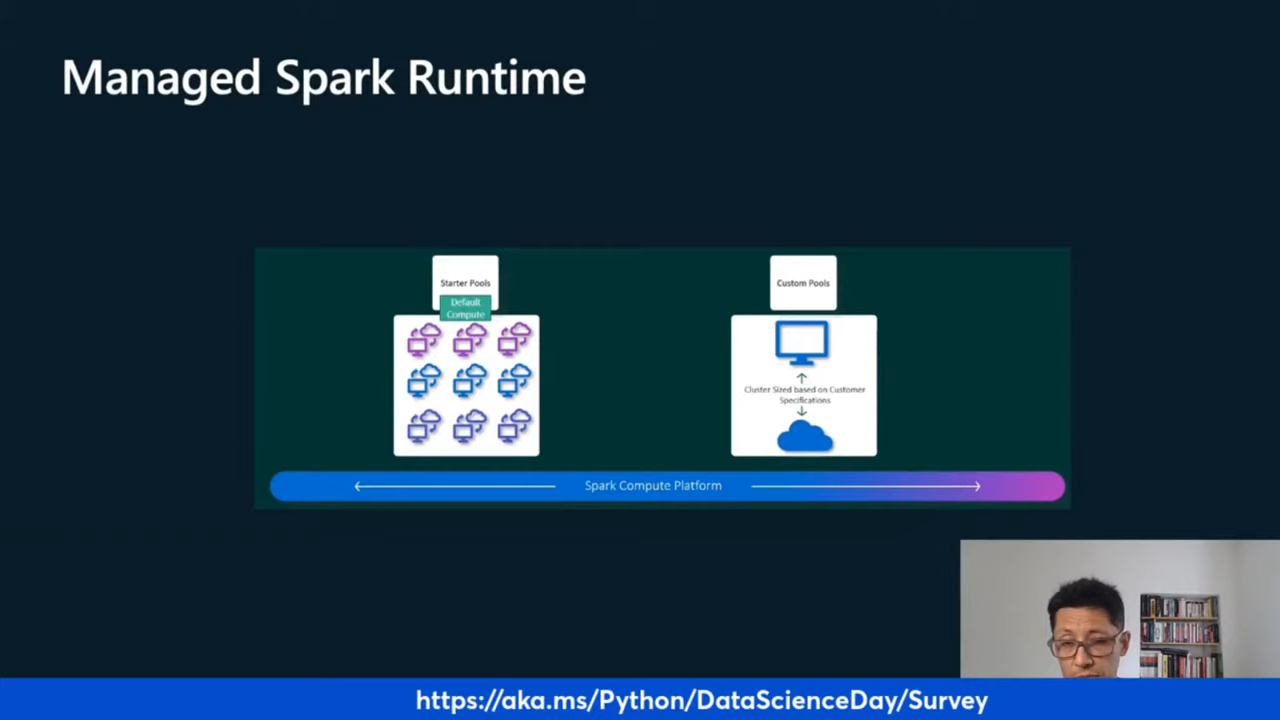 Managed Spark Runtime
Starter Pools
Default
Compute
Custom Pools
Cluster Sized based on Customer
Specifications
Spark Compute Platform
https://aka.ms/Python/DataScienceDay/Survey